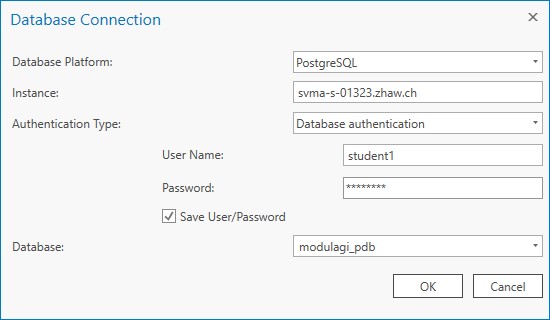 Database Connection
Database Platform: PostgreSQL
Instance: svma-s-01323.zhaw.ch
Authentication Type: Database authentication
User Name: student1
Password: ********
Save User/Password
Database: modulagi_pdb
OK Cancel